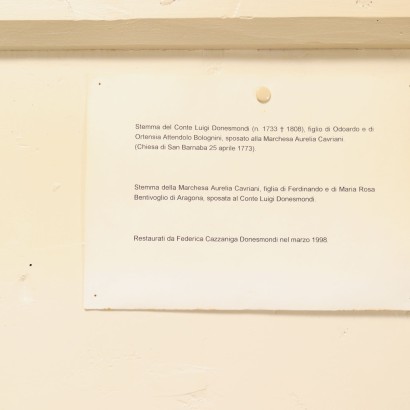 Stemma del Conte Luigi Donesmondi (n. 1733 † 1808), figlio di Odoardo e di
Ortensia Attendolo Bolognini, sposato alla Marchesa Aurelia Cavriani.
(Chiesa di San Barnaba 25 aprile 1773).
Stemma della Marchesa Aurelia Cavriani, figlia di Ferdinando e di Maria Rosa
Bentivoglio di Aragona, sposata al Conte Luigi Donesmondi.
Restaurati da Federica Cazzaniga Donesmondi nel marzo 1998.